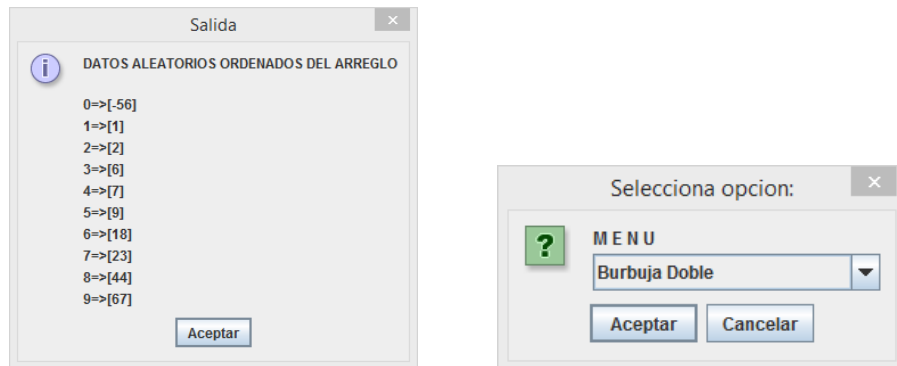 Salida
DATOS ALEATORIOS ORDENADOS DEL ARREGLO
0=>[-56]
1=>[1]
2=>[2]
3=>[6]
4=>[7]
5=>[9]
6=>[18]
7=>[23]
8=>[44]
9=>[67]
Aceptar
Selecciona opcion:
M E N U
Burbuja Doble
Aceptar Cancelar